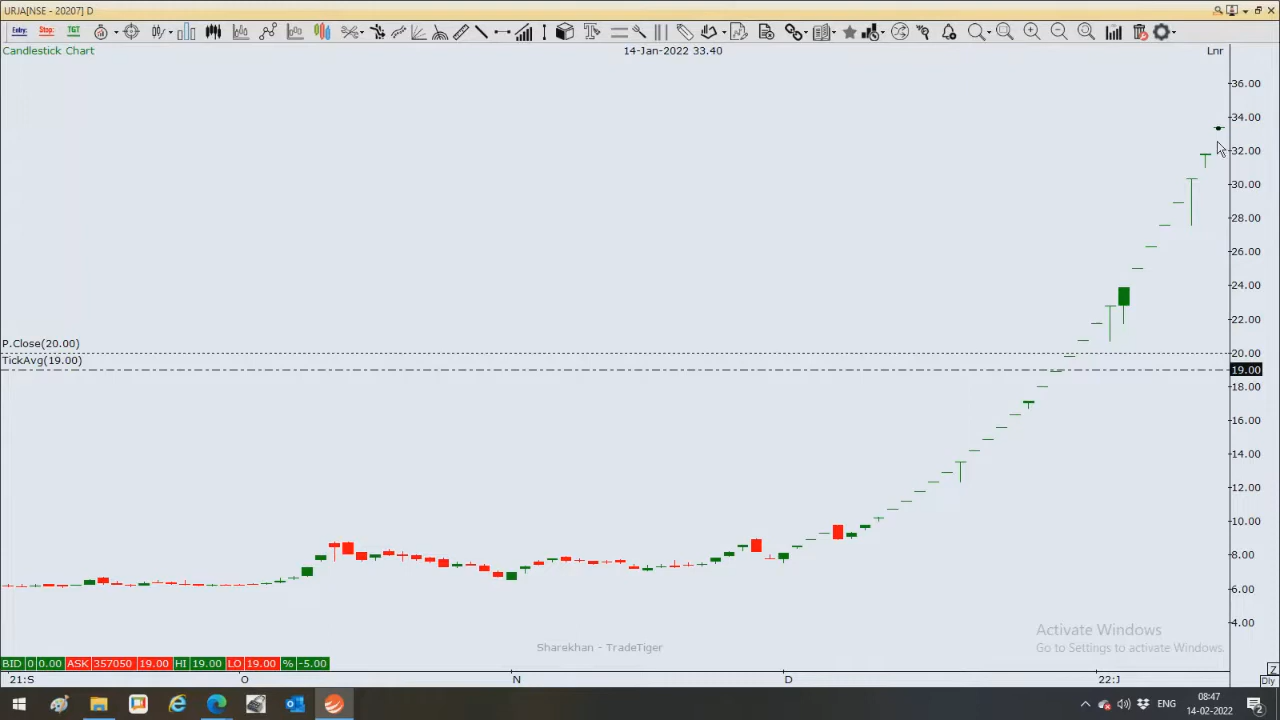 URJA[NSE - 20207] D
Entry: Stop: TGT
Candlestick Chart
14-Jan-2022 33.40
Lnr
36.00
34.00
32.00
30.00
28.00
26.00
24.00
22.00
P.Close(20.00)
20.00
TickAvg(19.00)
19.00
18.00
16.00
14.00
12.00
10.00
8.00
6.00
4.00
Activate Windows
Go to Settings to activate Windows.
Sharekhan - TradeTiger
BID 0 0.00 ASK 357050 19.00 HI 19.00 LO 19.00 % -5.00
21:S O N D 22:J
Z
Dly
ENG
08:47
14-02-2022
2